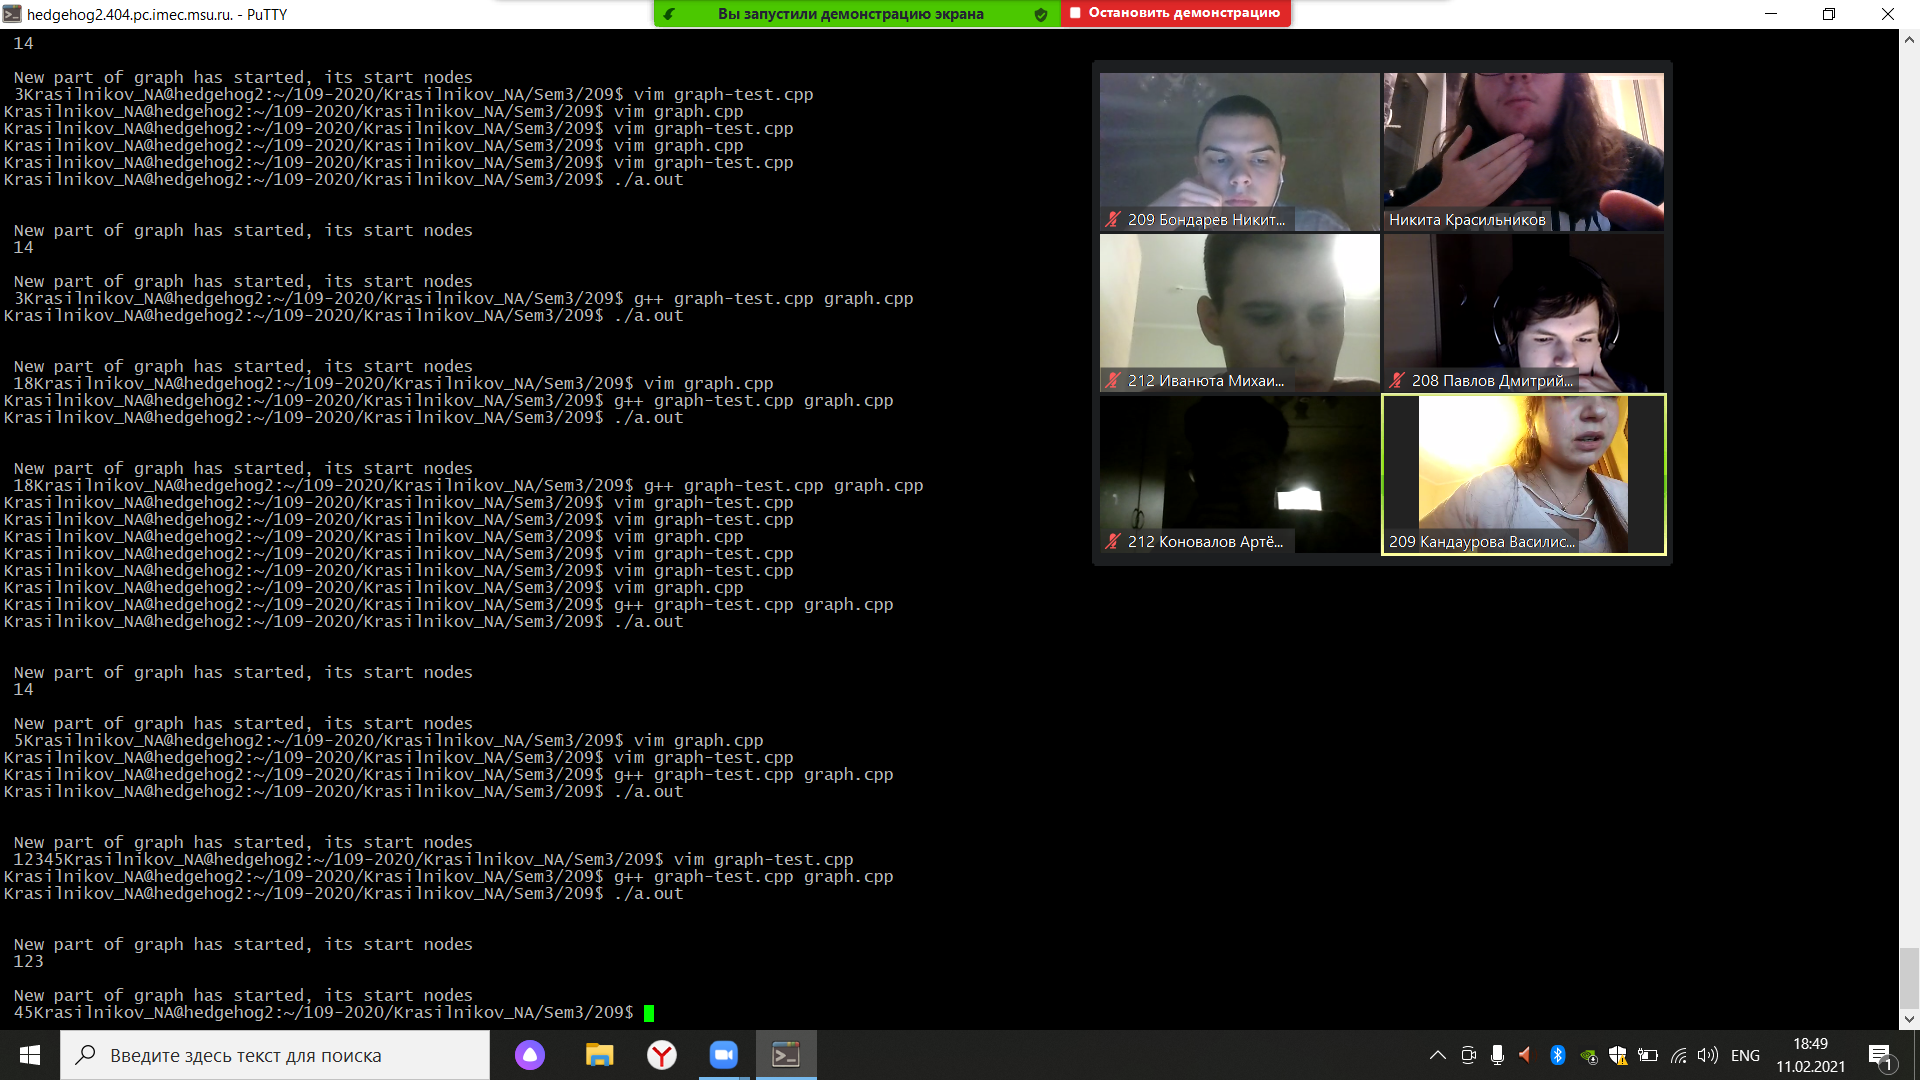 hedgehog2.404.pc.imec.msu.ru. - PuTTY
Вы запустили демонстрацию экрана
Остановить демонстрацию
14
New part of graph has started, its start nodes
3Krasilnikov_NA@hedgehog2:~/109-2020/Krasilnikov_NA/Sem3/209$ vim graph-test.cpp
Krasilnikov_NA@hedgehog2:~/109-2020/Krasilnikov_NA/Sem3/209$ vim graph.cpp
Krasilnikov_NA@hedgehog2:~/109-2020/Krasilnikov_NA/Sem3/209$ vim graph-test.cpp
Krasilnikov_NA@hedgehog2:~/109-2020/Krasilnikov_NA/Sem3/209$ vim graph.cpp
Krasilnikov_NA@hedgehog2:~/109-2020/Krasilnikov_NA/Sem3/209$ vim graph-test.cpp
Krasilnikov_NA@hedgehog2:~/109-2020/Krasilnikov_NA/Sem3/209$ ./a.out
New part of graph has started, its start nodes
14
New part of graph has started, its start nodes
3Krasilnikov_NA@hedgehog2:~/109-2020/Krasilnikov_NA/Sem3/209$ g++ graph-test.cpp graph.cpp
Krasilnikov_NA@hedgehog2:~/109-2020/Krasilnikov_NA/Sem3/209$ ./a.out
New part of graph has started, its start nodes
18Krasilnikov_NA@hedgehog2:~/109-2020/Krasilnikov_NA/Sem3/209$ vim graph.cpp
Krasilnikov_NA@hedgehog2:~/109-2020/Krasilnikov_NA/Sem3/209$ g++ graph-test.cpp graph.cpp
Krasilnikov_NA@hedgehog2:~/109-2020/Krasilnikov_NA/Sem3/209$ ./a.out
New part of graph has started, its start nodes
18Krasilnikov_NA@hedgehog2:~/109-2020/Krasilnikov_NA/Sem3/209$ g++ graph-test.cpp graph.cpp
Krasilnikov_NA@hedgehog2:~/109-2020/Krasilnikov_NA/Sem3/209$ vim graph-test.cpp
Krasilnikov_NA@hedgehog2:~/109-2020/Krasilnikov_NA/Sem3/209$ vim graph-test.cpp
Krasilnikov_NA@hedgehog2:~/109-2020/Krasilnikov_NA/Sem3/209$ vim graph.cpp
Krasilnikov_NA@hedgehog2:~/109-2020/Krasilnikov_NA/Sem3/209$ vim graph-test.cpp
Krasilnikov_NA@hedgehog2:~/109-2020/Krasilnikov_NA/Sem3/209$ vim graph-test.cpp
Krasilnikov_NA@hedgehog2:~/109-2020/Krasilnikov_NA/Sem3/209$ vim graph.cpp
Krasilnikov_NA@hedgehog2:~/109-2020/Krasilnikov_NA/Sem3/209$ g++ graph-test.cpp graph.cpp
Krasilnikov_NA@hedgehog2:~/109-2020/Krasilnikov_NA/Sem3/209$ ./a.out
New part of graph has started, its start nodes
14
New part of graph has started, its start nodes
5Krasilnikov_NA@hedgehog2:~/109-2020/Krasilnikov_NA/Sem3/209$ vim graph.cpp
Krasilnikov_NA@hedgehog2:~/109-2020/Krasilnikov_NA/Sem3/209$ vim graph-test.cpp
Krasilnikov_NA@hedgehog2:~/109-2020/Krasilnikov_NA/Sem3/209$ g++ graph-test.cpp graph.cpp
Krasilnikov_NA@hedgehog2:~/109-2020/Krasilnikov_NA/Sem3/209$ ./a.out
New part of graph has started, its start nodes
12345Krasilnikov_NA@hedgehog2:~/109-2020/Krasilnikov_NA/Sem3/209$ vim graph-test.cpp
Krasilnikov_NA@hedgehog2:~/109-2020/Krasilnikov_NA/Sem3/209$ g++ graph-test.cpp graph.cpp
Krasilnikov_NA@hedgehog2:~/109-2020/Krasilnikov_NA/Sem3/209$ ./a.out
New part of graph has started, its start nodes
123
New part of graph has started, its start nodes
45Krasilnikov_NA@hedgehog2:~/109-2020/Krasilnikov_NA/Sem3/209$
209 Бондарев Никит...
Никита Красильников
212 Иванюта Михаи...
208 Павлов Дмитрий...
212 Коновалов Артё...
209 Кандаурова Василис...
Введите здесь текст для поиска
ENG
18:49
11.02.2021
1